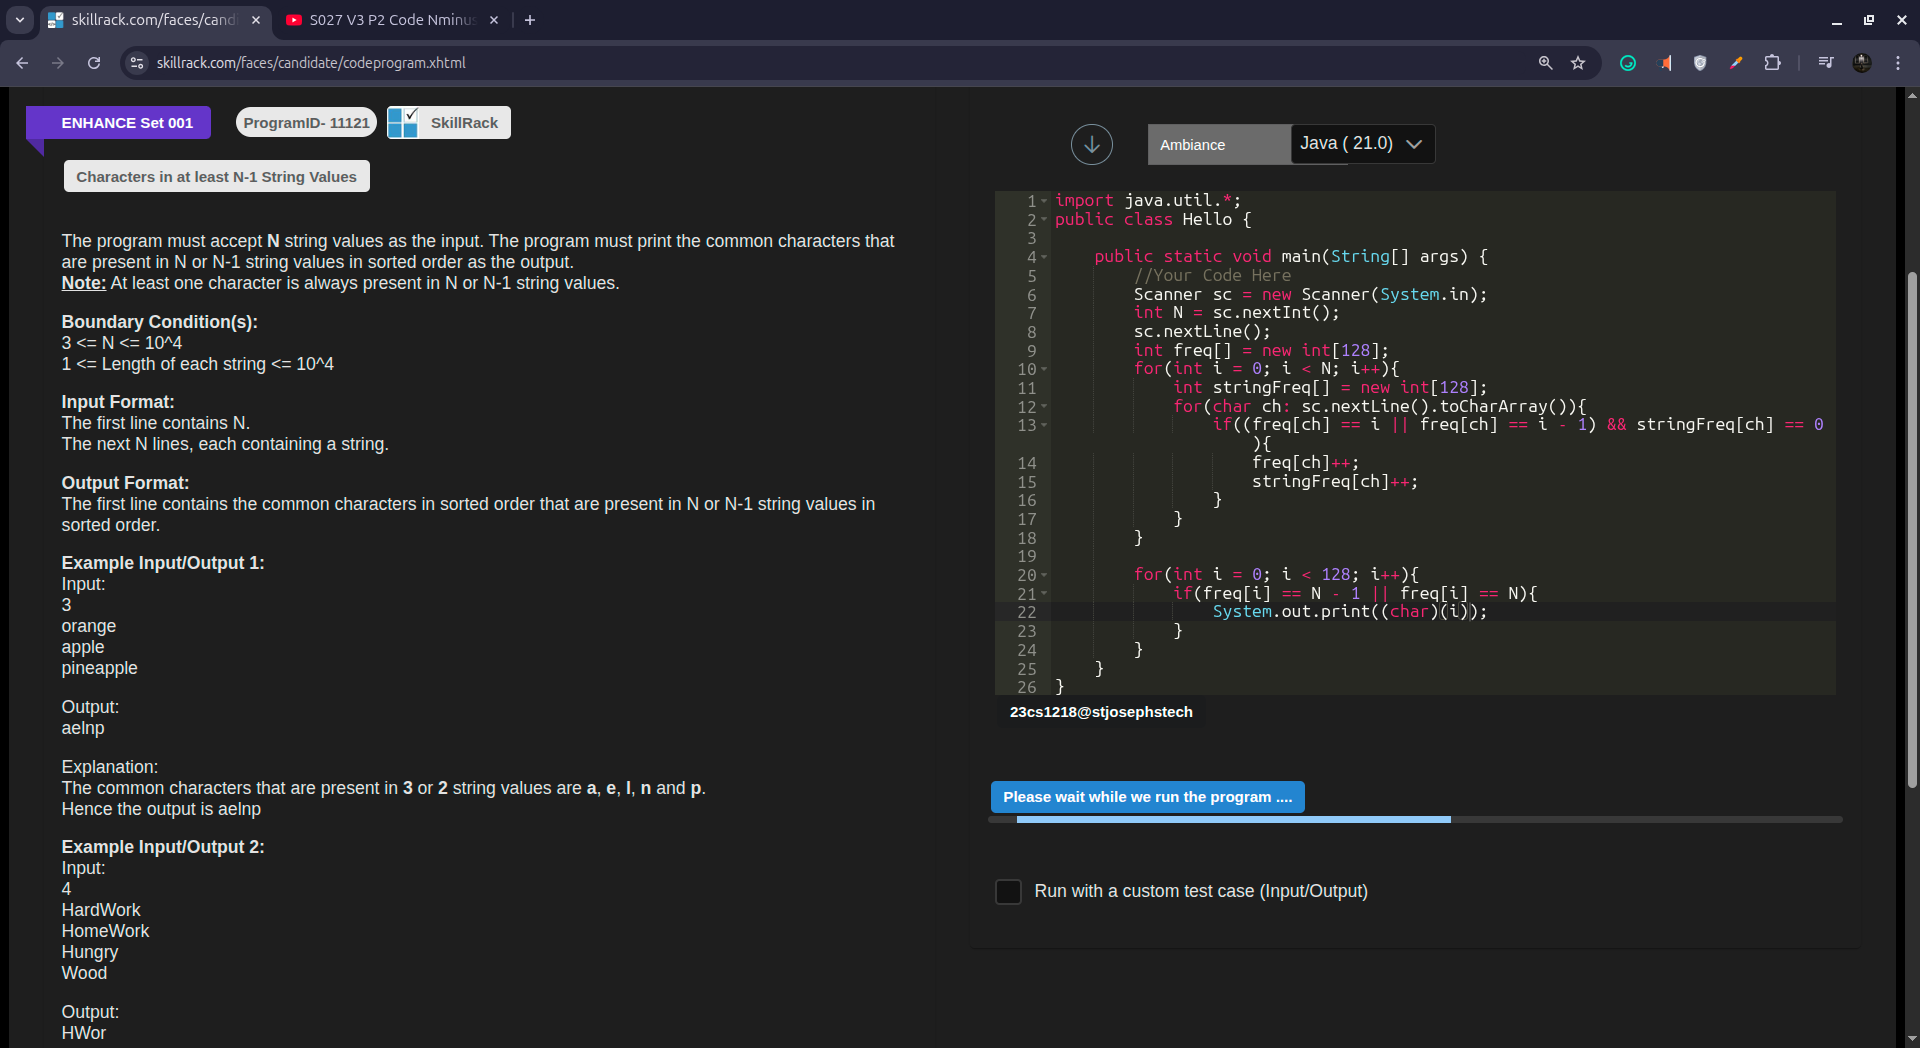 skillrack.com/faces/candi
S027 V3 P2 Code Nminus
skillrack.com/faces/candidate/codeprogram.xhtml
ENHANCE Set 001
ProgramID- 11121
SkillRack
Characters in at least N-1 String Values
The program must accept N string values as the input. The program must print the common characters that
are present in N or N-1 string values in sorted order as the output.
Note: At least one character is always present in N or N-1 string values.
Boundary Condition(s):
3 <= N <= 10^4
1 <= Length of each string <= 10^4
Input Format:
The first line contains N.
The next N lines, each containing a string.
Output Format:
The first line contains the common characters in sorted order that are present in N or N-1 string values in
sorted order.
Example Input/Output 1:
Input:
3
orange
apple
pineapple
Output:
aelnp
Explanation:
The common characters that are present in 3 or 2 string values are a, e, l, n and p.
Hence the output is aelnp
Example Input/Output 2:
Input:
4
HardWork
HomeWork
Hungry
Wood
Output:
HWor
Ambiance
Java ( 21.0)
1 import java.util.*;
2 public class Hello {
3
4 public static void main(String[] args) {
5 //Your Code Here
6 Scanner sc = new Scanner(System.in);
7 int N = sc.nextInt();
8 sc.nextLine();
9 int freq[] = new int[128];
10 for(int i = 0; i < N; i++){
11 int stringFreq[] = new int[128];
12 for(char ch: sc.nextLine().toCharArray()){
13 if((freq[ch] == i || freq[ch] == i - 1) && stringFreq[ch] == 0
){
14 freq[ch]++;
15 stringFreq[ch]++;
16 }
17 }
18 }
19
20 for(int i = 0; i < 128; i++){
21 if(freq[i] == N - 1 || freq[i] == N){
22 System.out.print((char)(i));
23 }
24 }
25 }
26 }
23cs1218@stjosephstech
Please wait while we run the program ....
Run with a custom test case (Input/Output)